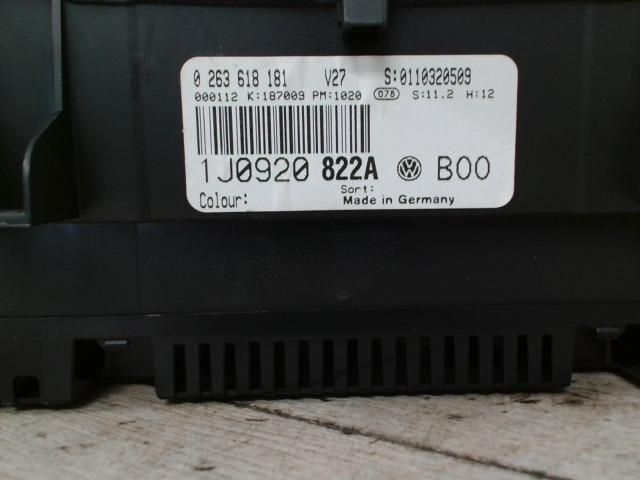 0 263 618 181 V27 S:0110320509
000112 K:187009 PM:1020 078 S:11.2 H:12
1J0920 822A VW B00
Sort:
Colour: Made in Germany